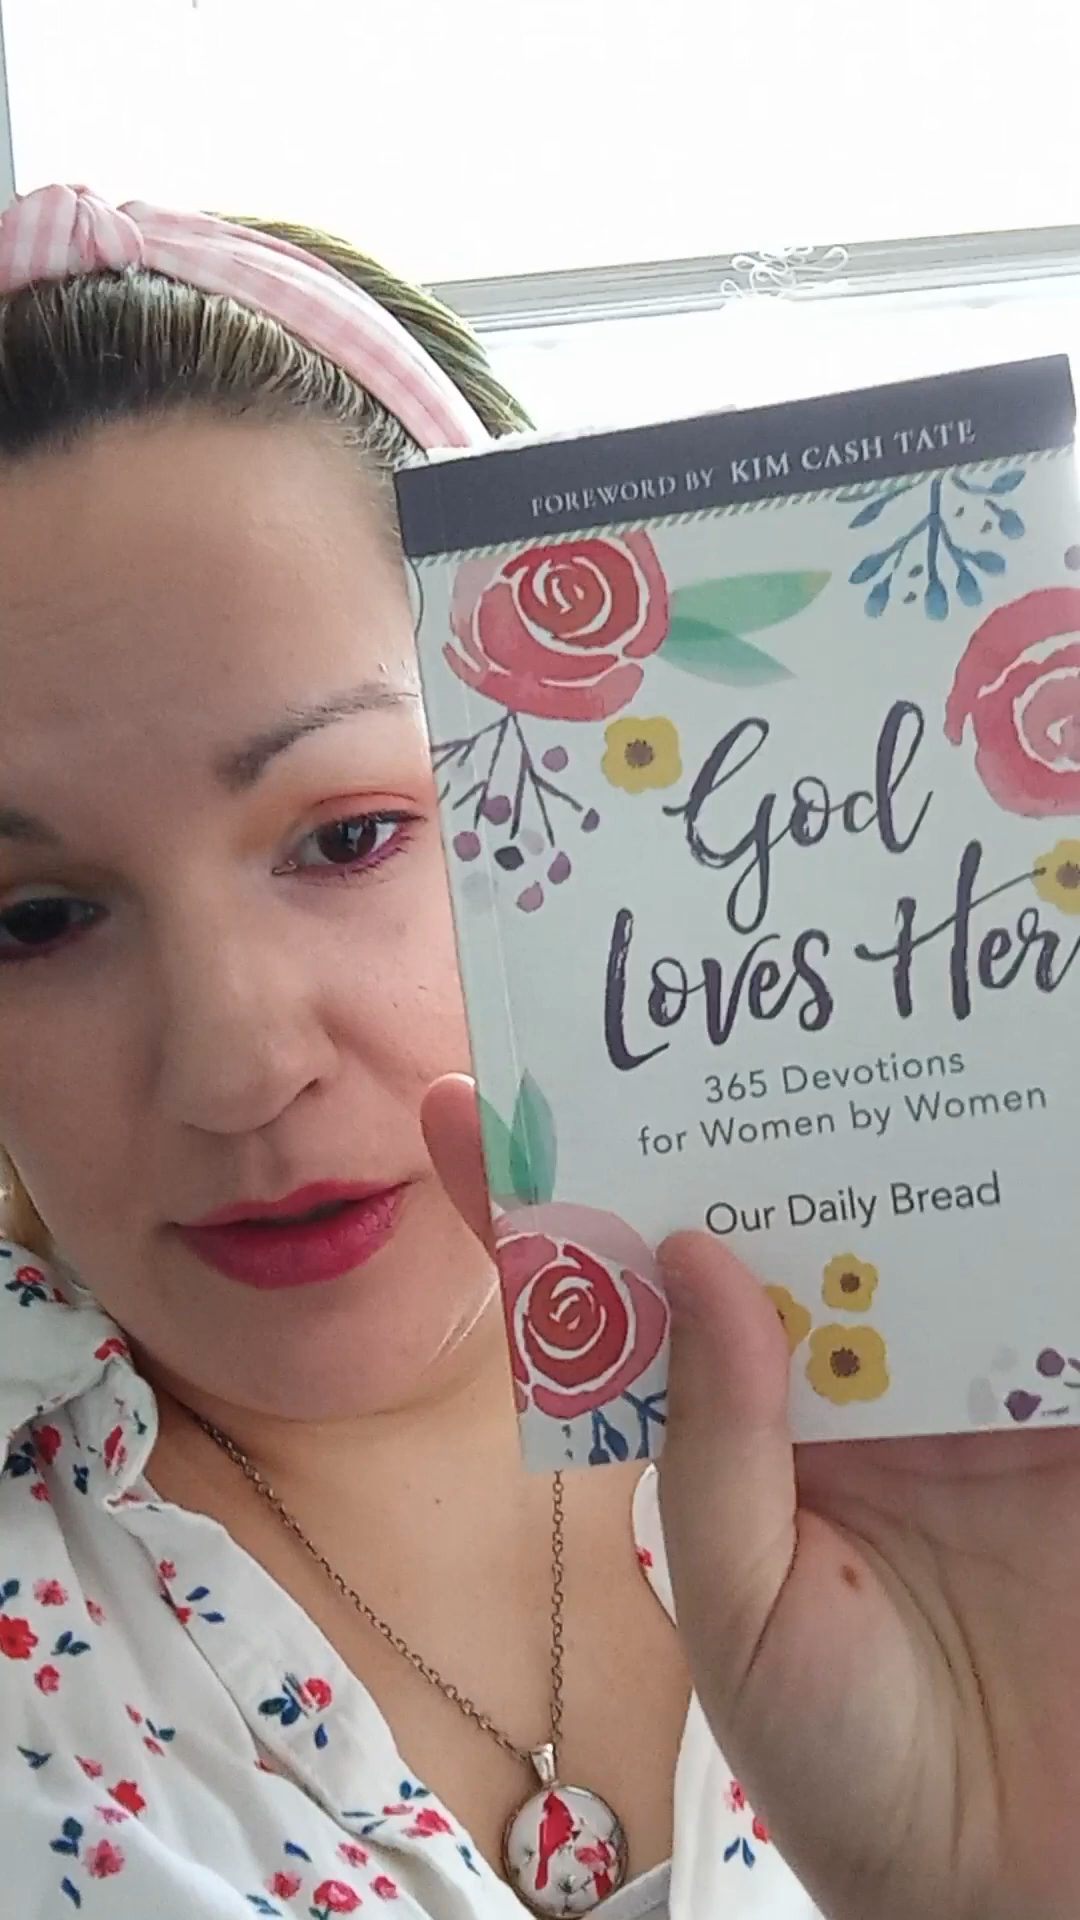 FOREWORD BY KIM CASH TATE
God
Loves Her
365 Devotions
for Women by Women
Our Daily Bread